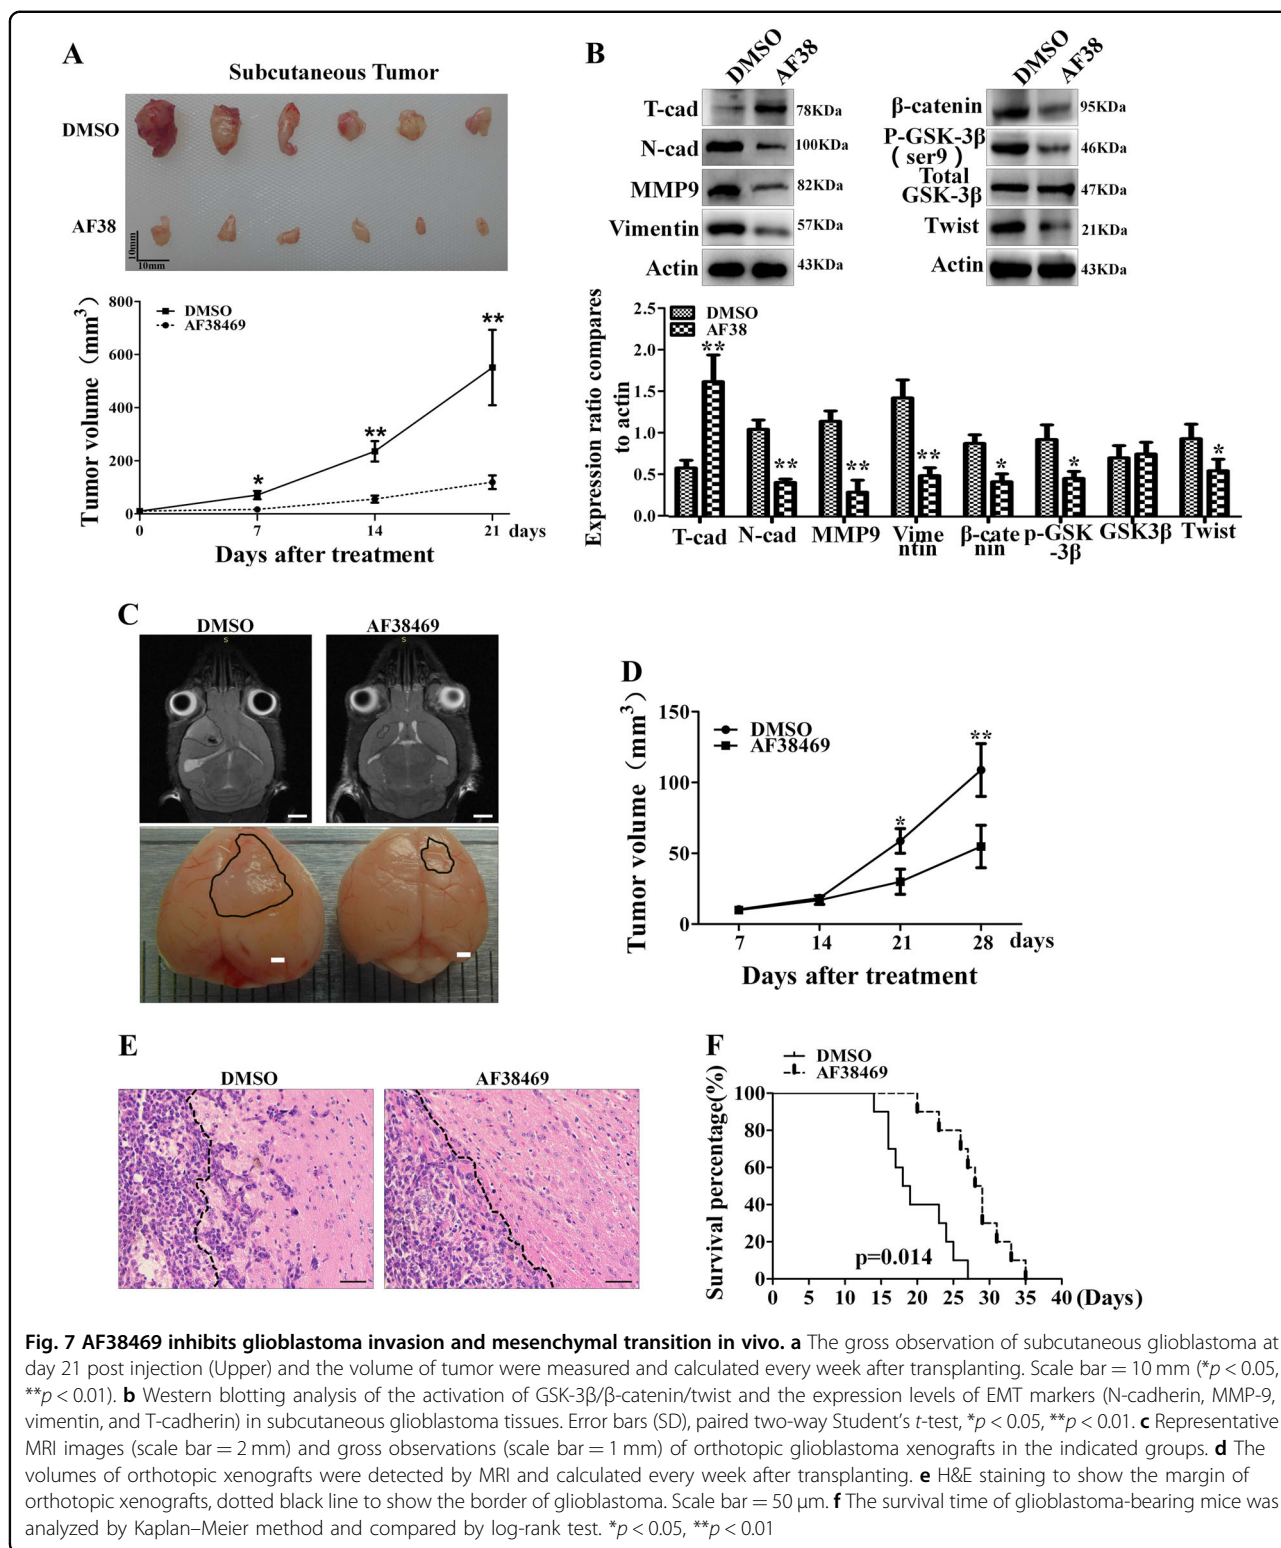 A
Subcutaneous Tumor
DMSO
AF38
10mm
10mm
Tumor volume (mm³)
800
600
400
200
0
DMSO
AF38469
*
**
**
0
7
14
21
days
Days after treatment
B
DMSO
AF38
T-cad
78KDa
N-cad
100KDa
MMP9
82KDa
Vimentin
57KDa
Actin
43KDa
DMSO
AF38
β-catenin
95KDa
P-GSK-3β
( ser9 )
46KDa
Total
GSK-3β
47KDa
Twist
21KDa
Actin
43KDa
Expression ratio compares
to actin
2.5
2.0
1.5
1.0
0.5
0.0
DMSO
AF38
**
**
**
**
*
*
*
T-cad
N-cad
MMP9
Vime
ntin
β-cate
nin
p-GSK
-3β
GSK3β
Twist
C
DMSO
AF38469
S
S
D
Tumor volume (mm³)
150
100
50
0
DMSO
AF38469
*
**
7
14
21
28
days
Days after treatment
E
DMSO
AF38469
F
DMSO
AF38469
Survival percentage(%)
100
80
60
40
20
0
p=0.014
0
5
10
15
20
25
30
35
40
(Days)
Fig. 7 AF38469 inhibits glioblastoma invasion and mesenchymal transition in vivo. a The gross observation of subcutaneous glioblastoma at
day 21 post injection (Upper) and the volume of tumor were measured and calculated every week after transplanting. Scale bar = 10 mm (*p < 0.05,
**p < 0.01). b Western blotting analysis of the activation of GSK-3β/β-catenin/twist and the expression levels of EMT markers (N-cadherin, MMP-9,
vimentin, and T-cadherin) in subcutaneous glioblastoma tissues. Error bars (SD), paired two-way Student's t-test, *p < 0.05, **p < 0.01. c Representative
MRI images (scale bar = 2 mm) and gross observations (scale bar = 1 mm) of orthotopic glioblastoma xenografts in the indicated groups. d The
volumes of orthotopic xenografts were detected by MRI and calculated every week after transplanting. e H&E staining to show the margin of
orthotopic xenografts, dotted black line to show the border of glioblastoma. Scale bar = 50 μm. f The survival time of glioblastoma-bearing mice was
analyzed by Kaplan–Meier method and compared by log-rank test. *p < 0.05, **p < 0.01